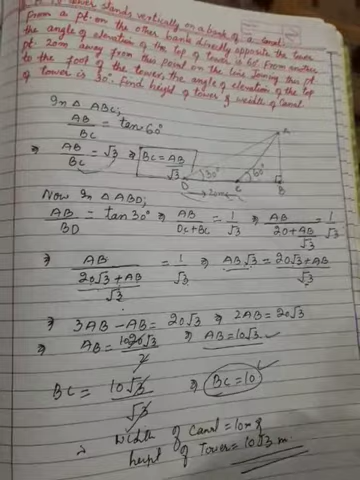 A TV tower stands vertically on a bank of a canal.
From a pt. on the other bank directly opposite the tower
the angle of elevation of the top of tower is 60°. From another
pt. 20m away from this point on the line joining this pt.
to the foot of the tower, the angle of elevation of the top
of tower is 30°. Find height of tower & width of Canal.
In Δ ABC,
AB/BC = tan 60°
⇒ AB/BC = √3 ⇒ BC = AB/√3
A
30° 60°
D C B
20m
Now In Δ ABD,
AB/BD = tan 30° ⇒ AB/DC+BC = 1/√3 ⇒ AB/20+AB/√3 = 1/√3
⇒ AB/20√3+AB/√3 = 1/√3 ⇒ AB√3 = 20√3+AB/√3
⇒ 3AB - AB = 20√3 ⇒ 2AB = 20√3
⇒ AB = 20√3/2 ⇒ AB = 10√3
BC = 10√3/√3 ⇒ BC = 10
∴ Width of Canal = 10m &
height of Tower = 10√3 m